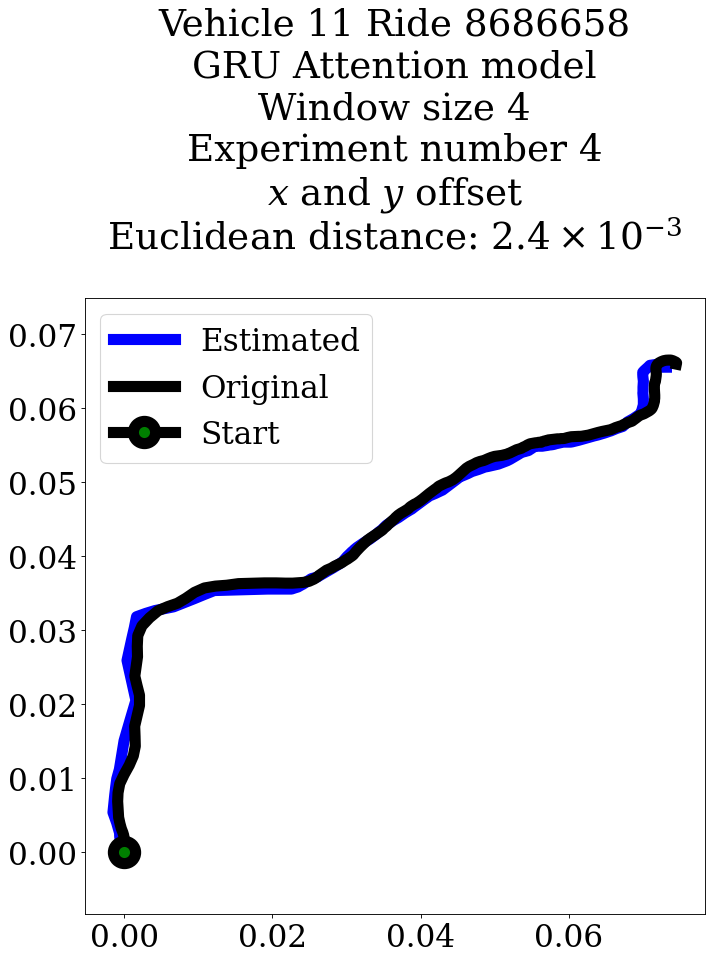 Vehicle 11 Ride 8686658
GRU Attention model
Window size 4
Experiment number 4
x and y offset
Euclidean distance: 2.4 × 10⁻³
Estimated
Original
Start
0.07
0.06
0.05
0.04
0.03
0.02
0.01
0.00
0.00 0.02 0.04 0.06